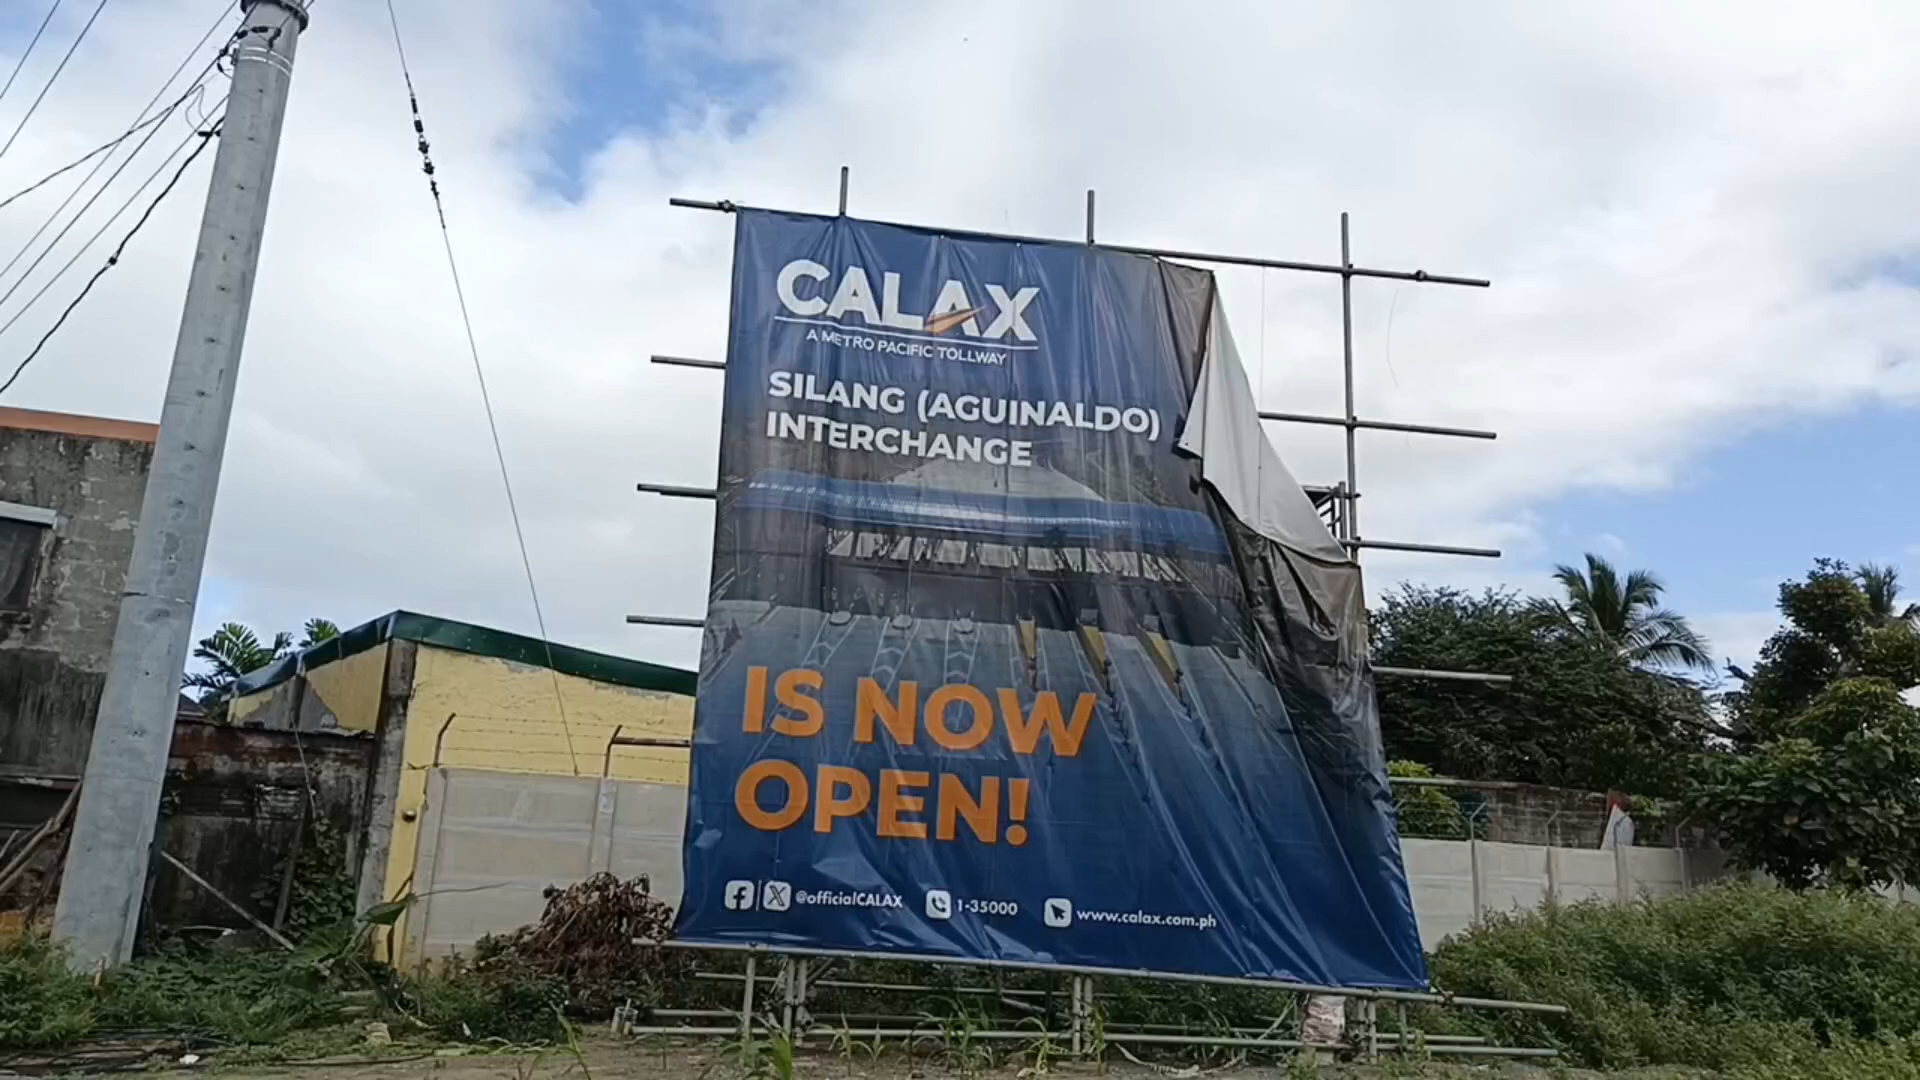 CALAX
A METRO PACIFIC TOLLWAY
SILANG (AGUINALDO)
INTERCHANGE
IS NOW
OPEN!
@officialCALAX 1-35000 www.calax.com.ph